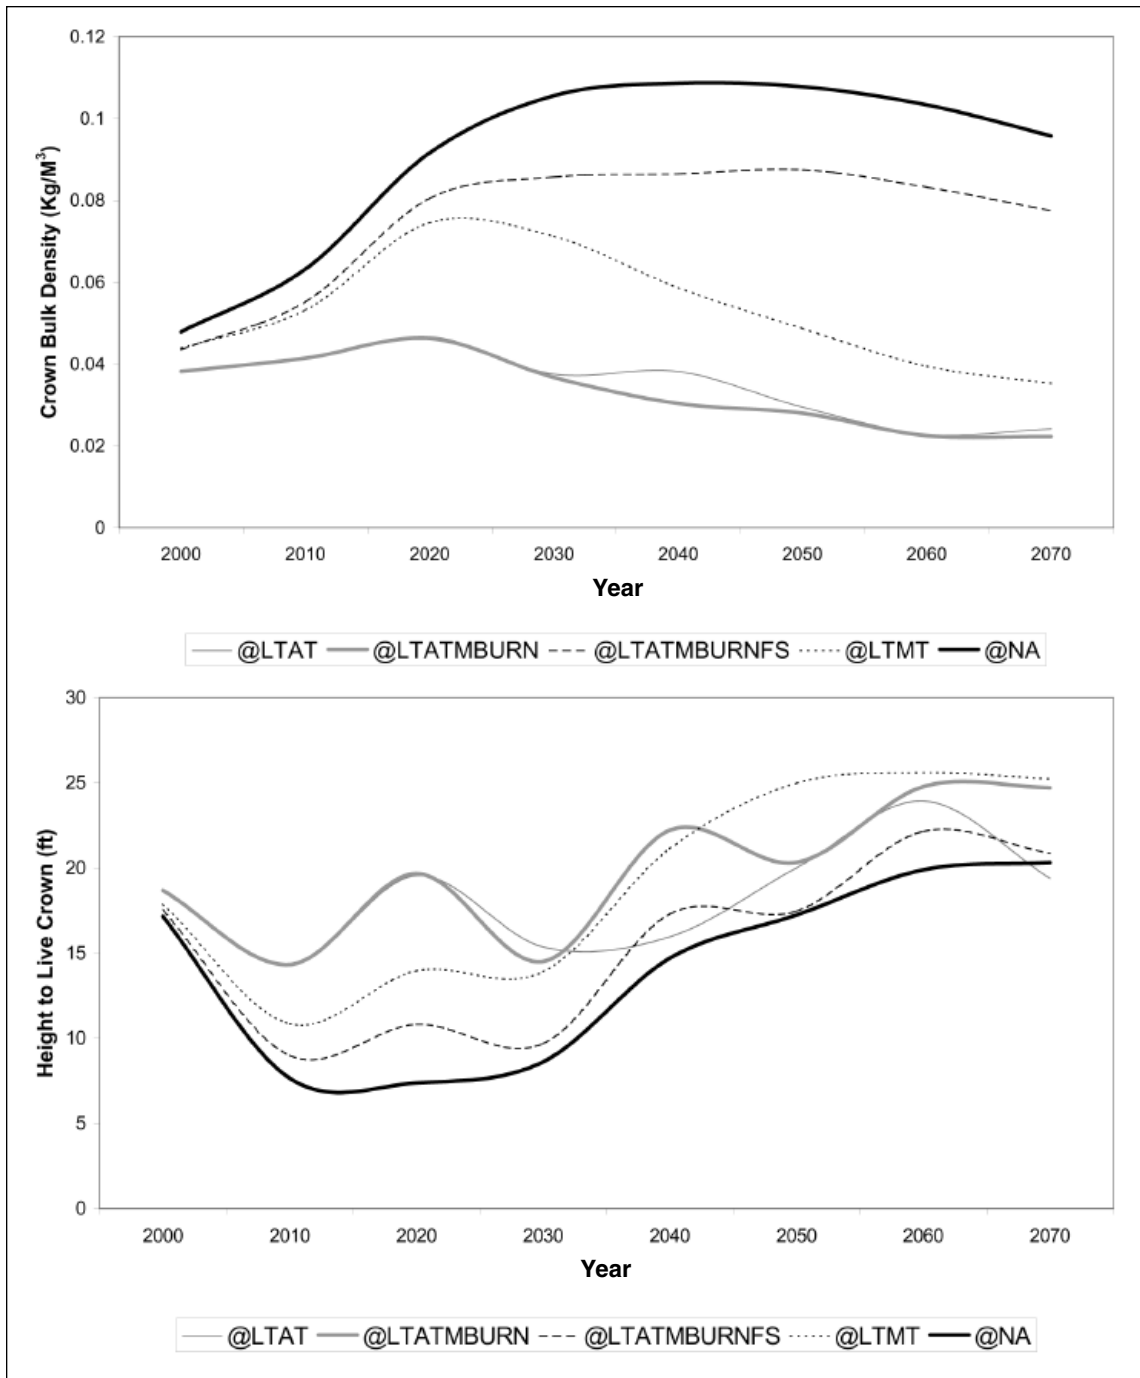 0.12
0.1
0.08
0.06
0.04
0.02
0
Crown Bulk Density (Kg/M³)
2000 2010 2020 2030 2040 2050 2060 2070
Year
@LTAT @LTATMBURN @LTATMBURNFS @LTMT @NA
30
25
20
15
10
5
0
Height to Live Crown (ft)
2000 2010 2020 2030 2040 2050 2060 2070
Year
@LTAT @LTATMBURN @LTATMBURNFS @LTMT @NA